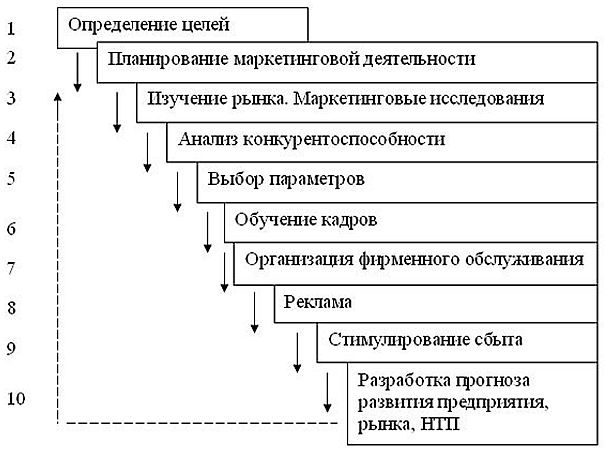 1 Определение целей
2 Планирование маркетинговой деятельности
3 Изучение рынка. Маркетинговые исследования
4 Анализ конкурентоспособности
5 Выбор параметров
6 Обучение кадров
7 Организация фирменного обслуживания
8 Реклама
9 Стимулирование сбыта
10 Разработка прогноза
развития предприятия,
рынка, НТП